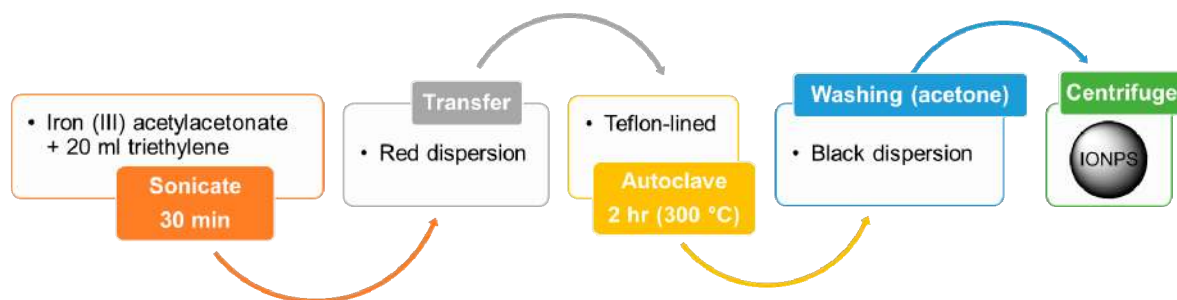 • Iron (III) acetylacetonate
+ 20 ml triethylene
Sonicate
30 min
Transfer
• Red dispersion
• Teflon-lined
Autoclave
2 hr (300 °C)
Washing (acetone)
• Black dispersion
Centrifuge
IONPS